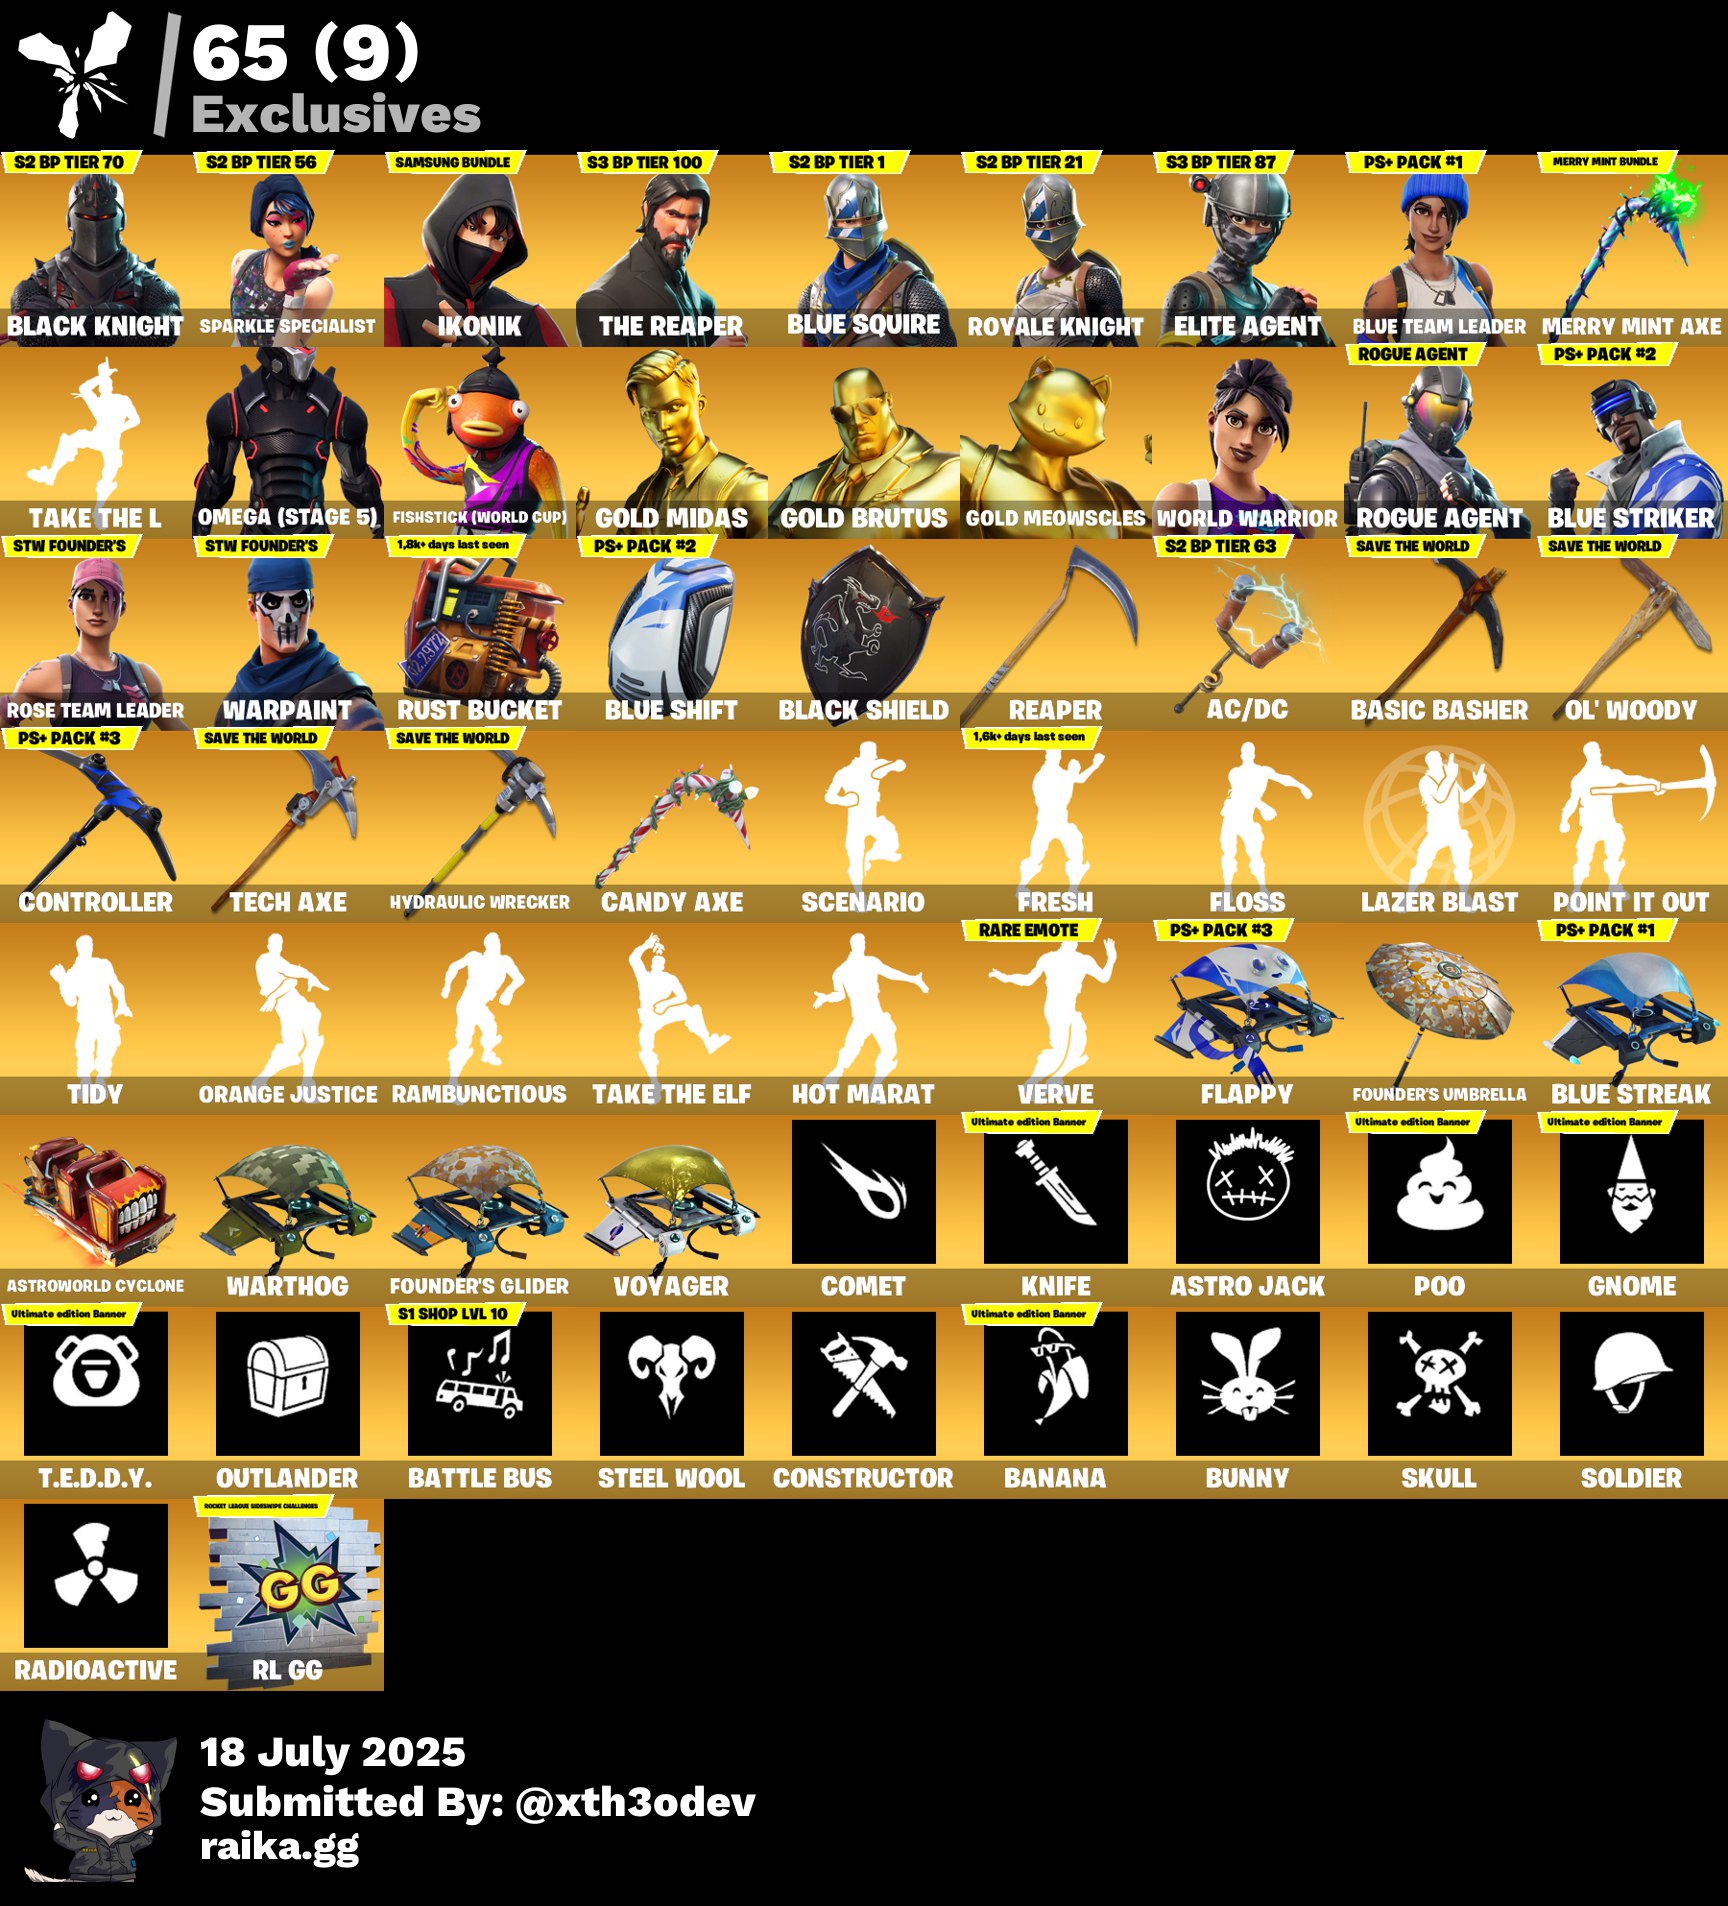 65 (9)
Exclusives
S2 BP TIER 70
S2 BP TIER 56
SAMSUNG BUNDLE
S3 BP TIER 100
S2 BP TIER 1
S2 BP TIER 21
S3 BP TIER 87
PS+ PACK #1
MERRY MINT BUNDLE
BLACK KNIGHT
SPARKLE SPECIALIST
IKONIK
THE REAPER
BLUE SQUIRE
ROYALE KNIGHT
ELITE AGENT
BLUE TEAM LEADER
MERRY MINT AXE
ROGUE AGENT
PS+ PACK #2
TAKE THE L
OMEGA (STAGE 5)
FISHSTICK (WORLD CUP)
GOLD MIDAS
GOLD BRUTUS
GOLD MEOWSCLES
WORLD WARRIOR
ROGUE AGENT
BLUE STRIKER
STW FOUNDER'S
STW FOUNDER'S
1,8k+ days last seen
PS+ PACK #2
S2 BP TIER 63
SAVE THE WORLD
SAVE THE WORLD
ROSE TEAM LEADER
WARPAINT
RUST BUCKET
BLUE SHIFT
BLACK SHIELD
REAPER
AC/DC
BASIC BASHER
OL' WOODY
PS+ PACK #3
SAVE THE WORLD
SAVE THE WORLD
1,6k+ days last seen
CONTROLLER
TECH AXE
HYDRAULIC WRECKER
CANDY AXE
SCENARIO
FRESH
FLOSS
LAZER BLAST
POINT IT OUT
RARE EMOTE
PS+ PACK #3
PS+ PACK #1
TIDY
ORANGE JUSTICE
RAMBUNCTIOUS
TAKE THE ELF
HOT MARAT
VERVE
FLAPPY
FOUNDER'S UMBRELLA
BLUE STREAK
Ultimate edition Banner
Ultimate edition Banner
Ultimate edition Banner
ASTROWORLD CYCLONE
WARTHOG
FOUNDER'S GLIDER
VOYAGER
COMET
KNIFE
ASTRO JACK
POO
GNOME
Ultimate edition Banner
S1 SHOP LVL 10
Ultimate edition Banner
T.E.D.D.Y.
OUTLANDER
BATTLE BUS
STEEL WOOL
CONSTRUCTOR
BANANA
BUNNY
SKULL
SOLDIER
ROCKET LEAGUE SIDESWIPE CHALLENGES
GG
RADIOACTIVE
RL GG
18 July 2025
Submitted By: @xth3odev
raika.gg